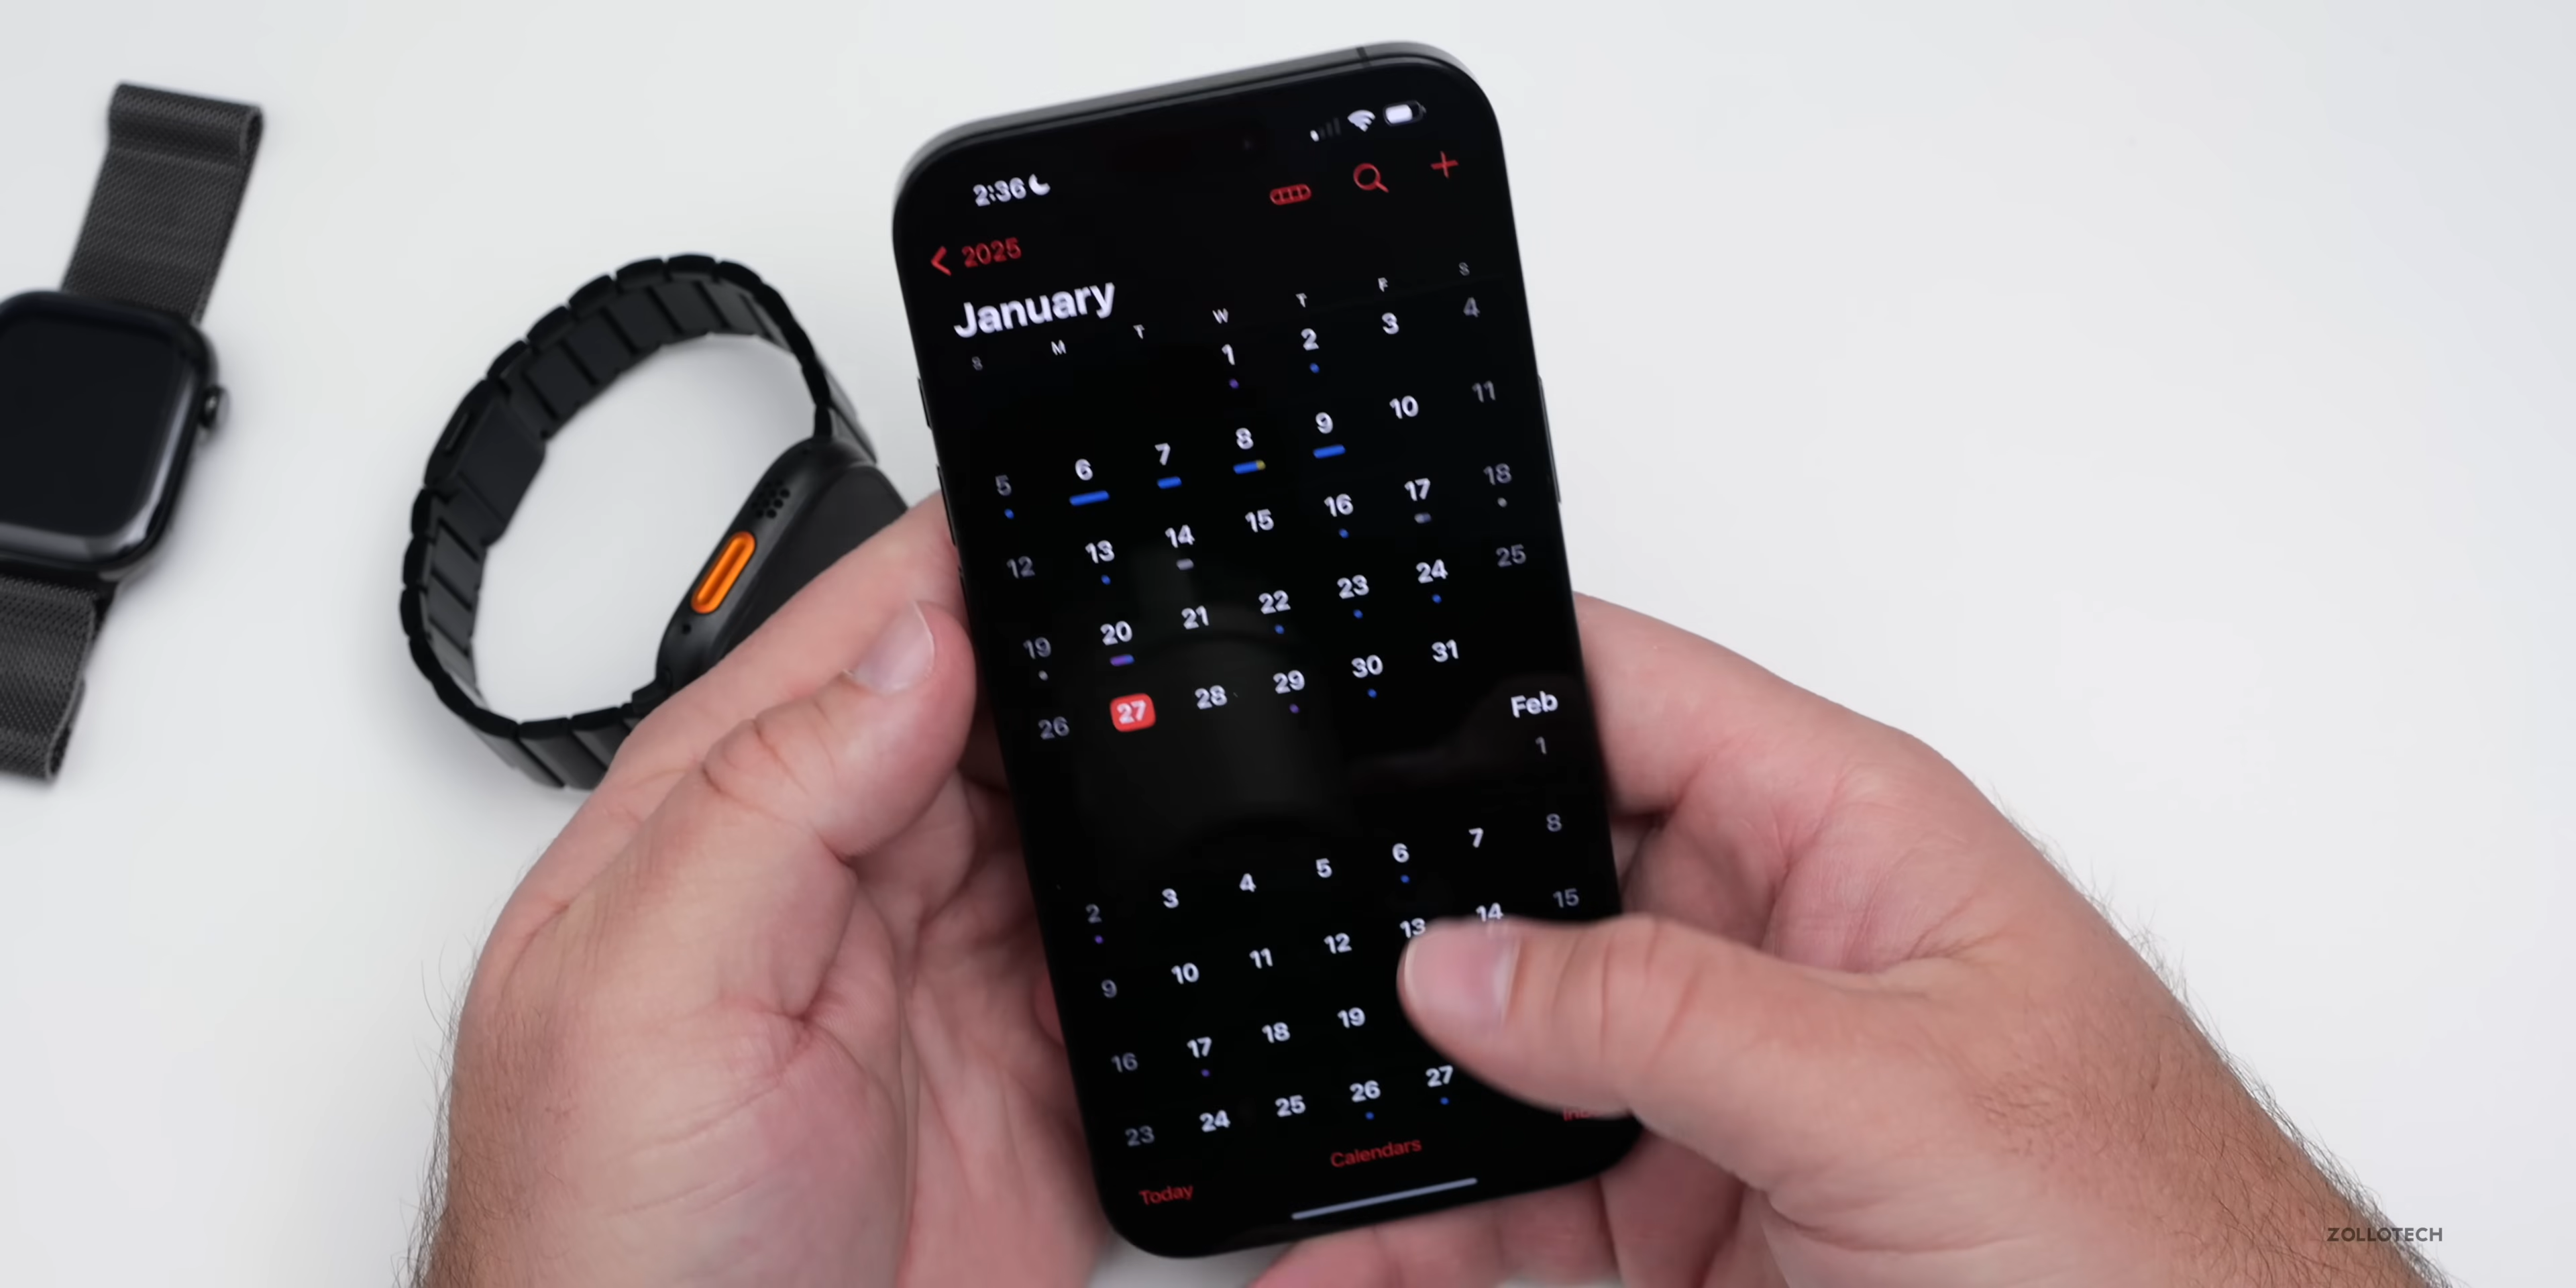 2:36
2025
January
S M T W T F S
1 2 3 4
5 6 7 8 9 10 11
12 13 14 15 16 17 18
19 20 21 22 23 24 25
26 27 28 29 30 31
Feb
1
2 3 4 5 6 7 8
9 10 11 12 13 14 15
16 17 18 19
23 24 25 26 27
Today Calendars
ZOLLOTECH